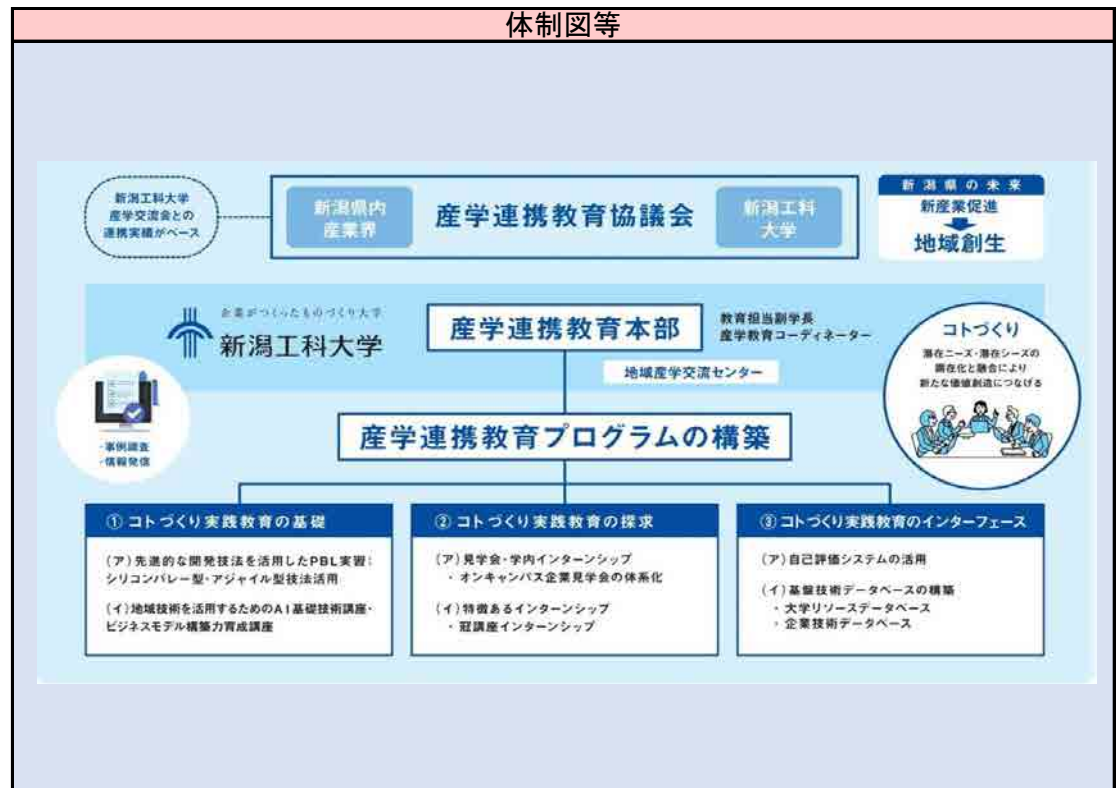 体制図等
新潟工科大学
産学交流会との
連携実績がベース
新潟県内
産業界
産学連携教育協議会
新潟工科
大学
新潟県の未来
新産業促進
地域創生
企業がつくったものづくり大学
新潟工科大学
産学連携教育本部
教育担当副学長
産学教育コーディネーター
地域産学交流センター
コトづくり
潜在ニーズ・潜在シーズの
顕在化と融合により
新たな価値創造につなげる
・事例調査
・情報発信
産学連携教育プログラムの構築
①コトづくり実践教育の基礎
(ア)先進的な開発技法を活用したPBL実習:
シリコンバレー型・アジャイル型技法活用
(イ)地域技術を活用するためのAI基礎技術講座・
ビジネスモデル構築力育成講座
②コトづくり実践教育の探求
(ア)見学会・学内インターンシップ
・オンキャンパス企業見学会の体系化
(イ)特徴あるインターンシップ
・冠講座インターンシップ
③コトづくり実践教育のインターフェース
(ア)自己評価システムの活用
(イ)基盤技術データベースの構築
・大学リソースデータベース
・企業技術データベース